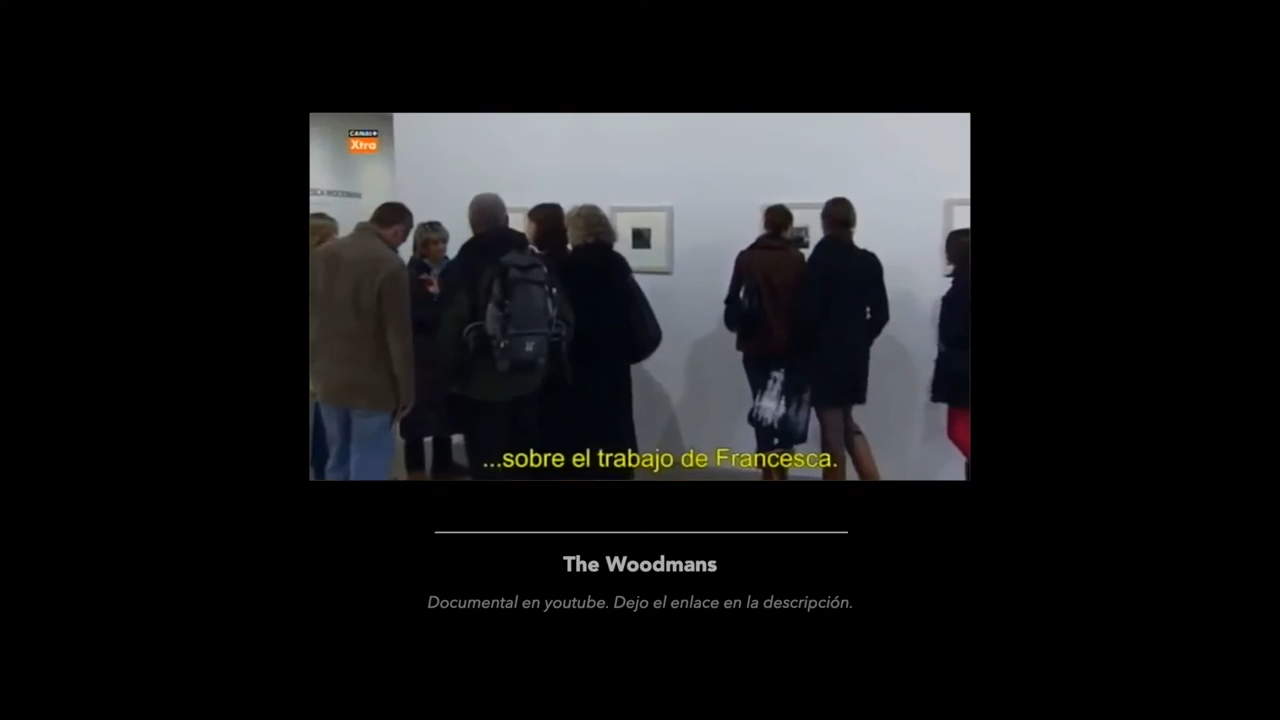 CANAL+
Xtra
...sobre el trabajo de Francesca.
The Woodmans
Documental en youtube. Dejo el enlace en la descripción.